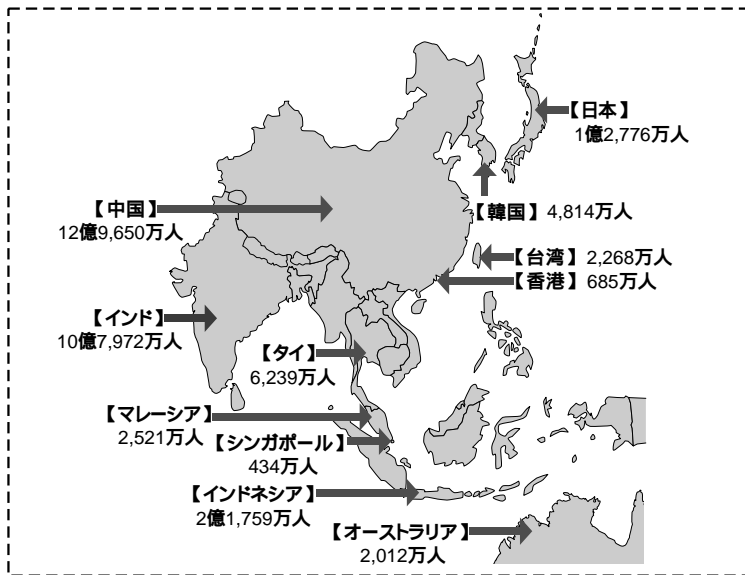 【日本】
1億2,776万人
【中国】
12億9,650万人
【韓国】 4,814万人
【台湾】 2,268万人
【香港】 685万人
【インド】
10億7,972万人
【タイ】
6,239万人
【マレーシア】
2,521万人
【シンガポール】
434万人
【インドネシア】
2億1,759万人
【オーストラリア】
2,012万人